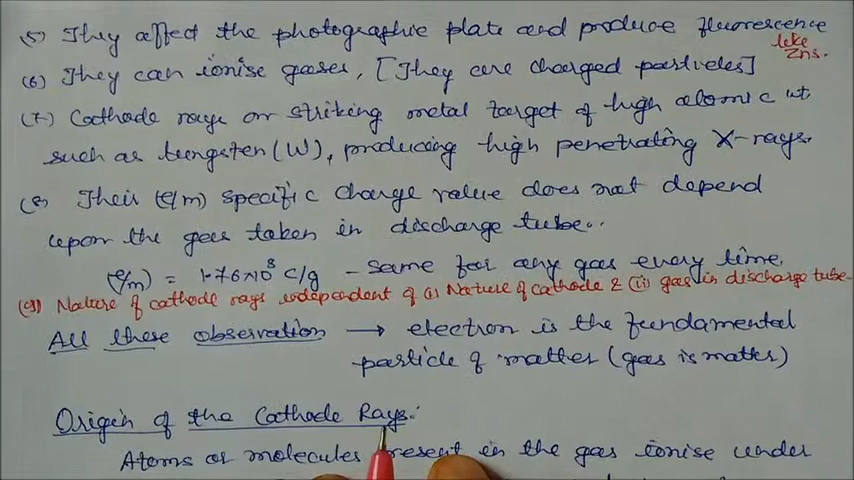 (5) They affect the photographic plate and produce fluorescence like ZnS.
(6) They can ionise gases, [They are charged particles]
(7) Cathode rays on striking metal target of high atomic wt.
such as tungsten (W), producing high penetrating X-rays.
(8) Their (e/m) specific charge value does not depend
upon the gas taken in discharge tube..
(e/m) = 1.76×10⁸ C/g - same for any gas every time.
(9) Nature of cathode rays independent of (i) Nature of cathode & (ii) gas in discharge tube
All these observation → electron is the fundamental
particle of matter (gas is matter)
Origin of the Cathode Rays.
Atoms or molecules present in the gas ionise under